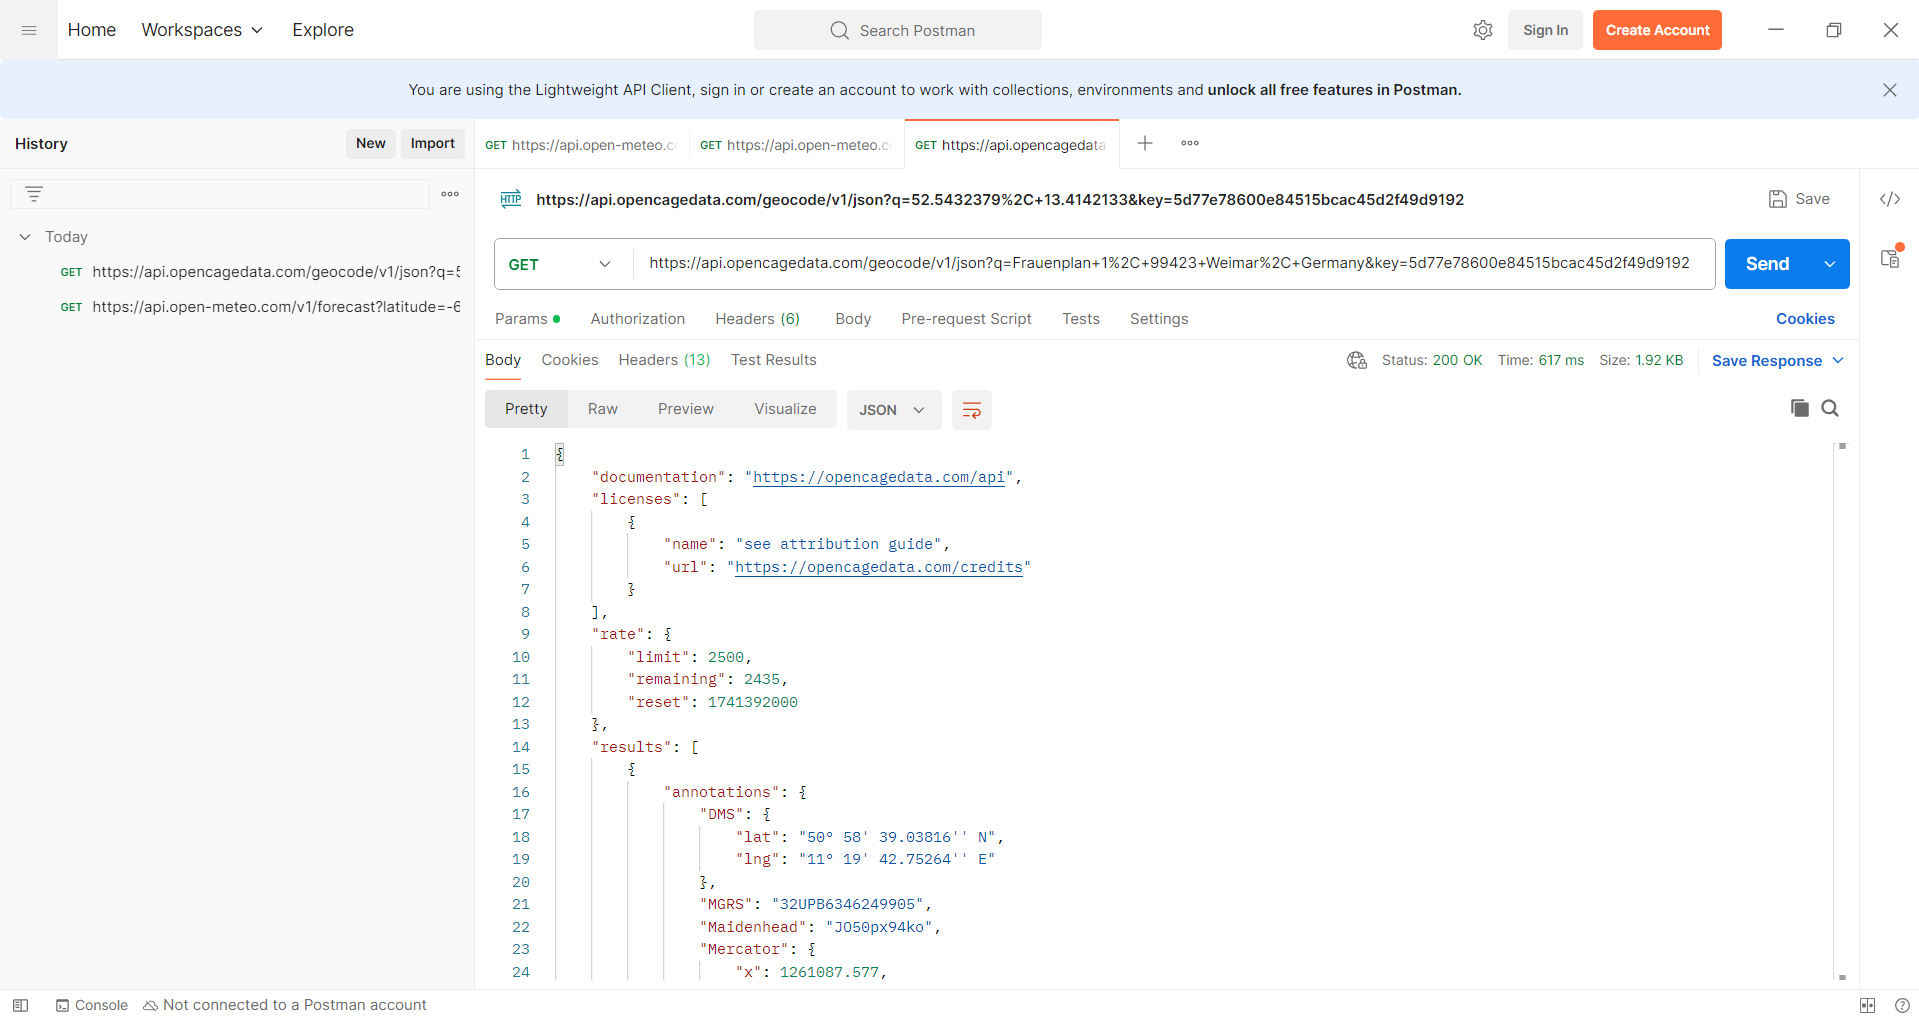 Home Workspaces Explore Search Postman Sign In Create Account
You are using the Lightweight API Client, sign in or create an account to work with collections, environments and unlock all free features in Postman.
History New Import
Today
GET https://api.opencagedata.com/geocode/v1/json?q=5
GET https://api.open-meteo.com/v1/forecast?latitude=-6
GET https://api.open-meteo.c GET https://api.open-meteo.c GET https://api.opencagedata.
HTTP https://api.opencagedata.com/geocode/v1/json?q=52.5432379%2C+13.4142133&key=5d77e78600e84515bcac45d2f49d9192 Save
GET https://api.opencagedata.com/geocode/v1/json?q=Frauenplan+1%2C+99423+Weimar%2C+Germany&key=5d77e78600e84515bcac45d2f49d9192 Send
Params Authorization Headers (6) Body Pre-request Script Tests Settings Cookies
Body Cookies Headers (13) Test Results Status: 200 OK Time: 617 ms Size: 1.92 KB Save Response
Pretty Raw Preview Visualize JSON
1 {
2 "documentation": "https://opencagedata.com/api",
3 "licenses": [
4 {
5 "name": "see attribution guide",
6 "url": "https://opencagedata.com/credits"
7 }
8 ],
9 "rate": {
10 "limit": 2500,
11 "remaining": 2435,
12 "reset": 1741392000
13 },
14 "results": [
15 {
16 "annotations": {
17 "DMS": {
18 "lat": "50° 58' 39.03816'' N",
19 "lng": "11° 19' 42.75264'' E"
20 },
21 "MGRS": "32UPB6346249905",
22 "Maidenhead": "JO50px94ko",
23 "Mercator": {
24 "x": 1261087.577,
Console Not connected to a Postman account